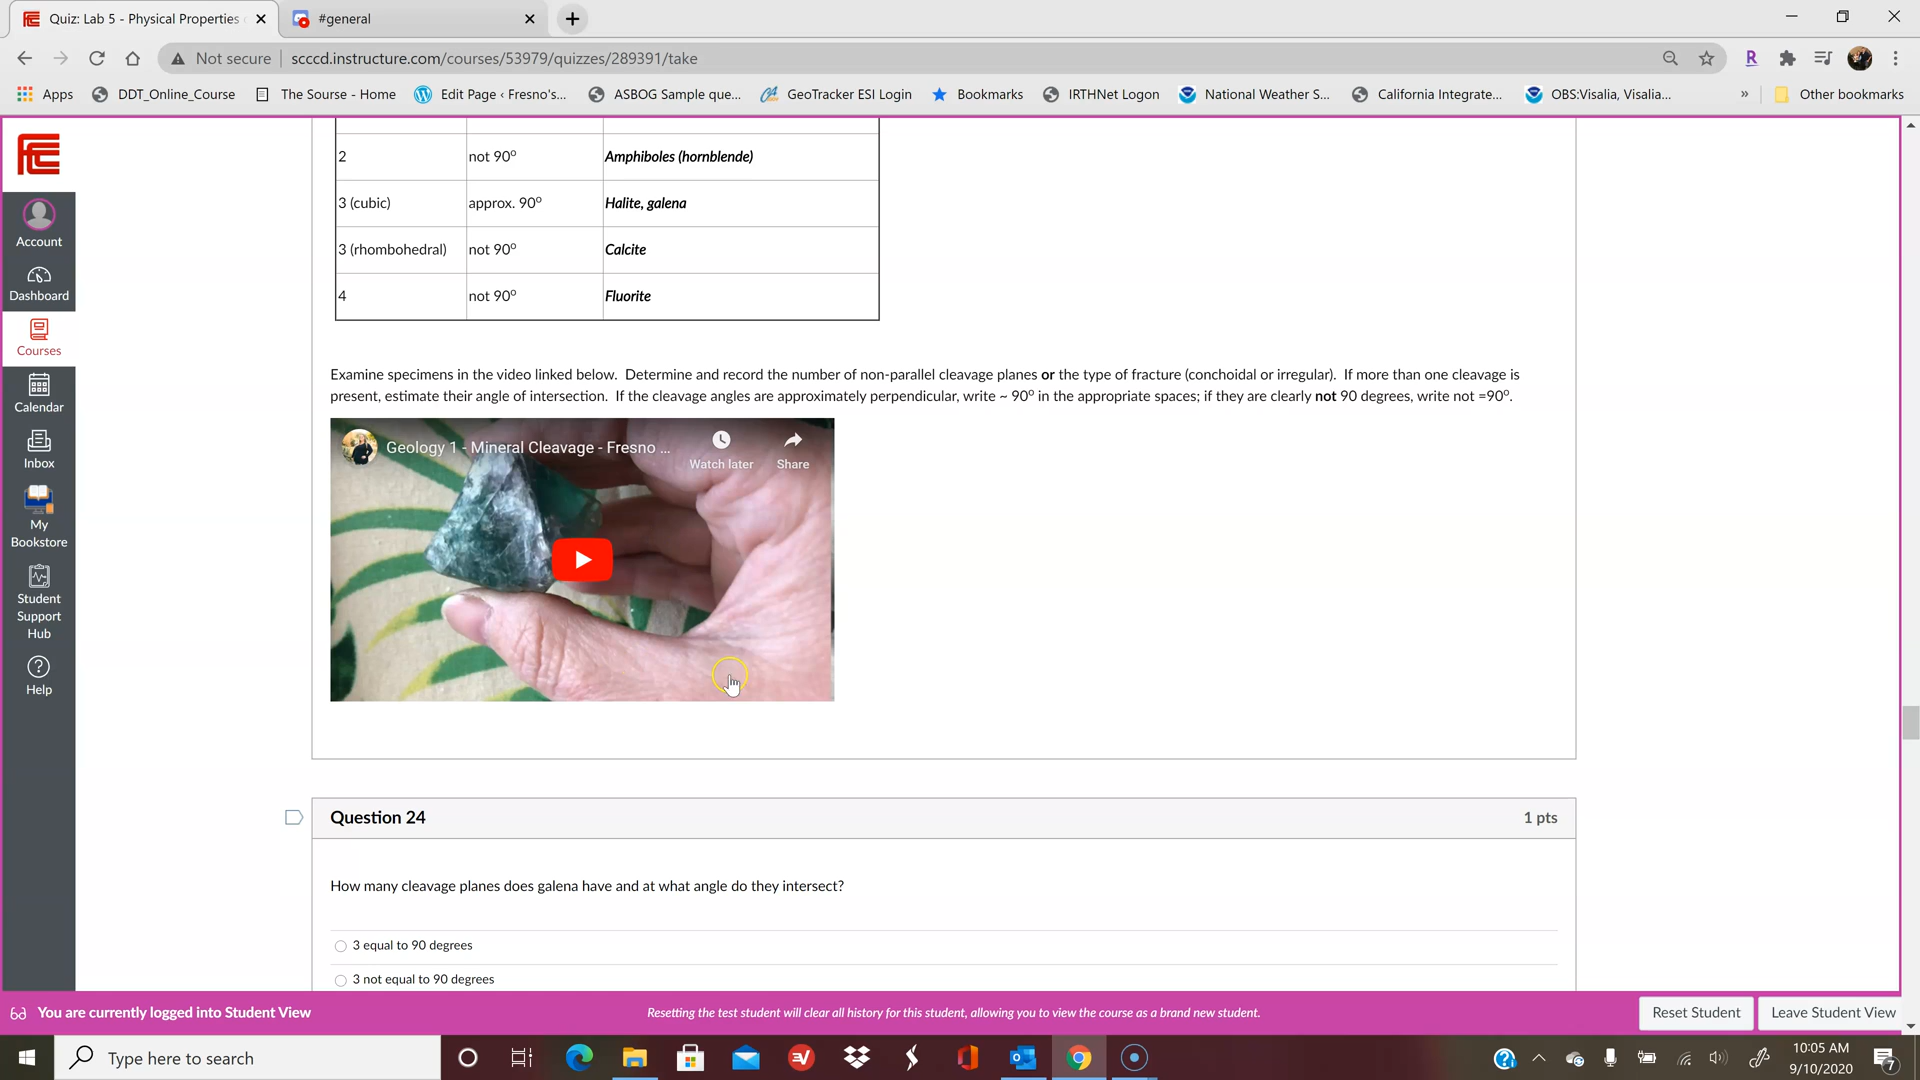 Quiz: Lab 5 - Physical Properties
#general
Not secure
scccd.instructure.com/courses/53979/quizzes/289391/take
R
Apps
DDT_Online_Course
The Sourse - Home
Edit Page ‹ Fresno's...
ASBOG Sample que...
GeoTracker ESI Login
Bookmarks
IRTHNet Logon
National Weather S...
California Integrate...
OBS:Visalia, Visalia...
»
Other bookmarks
Account
Dashboard
Courses
Calendar
Inbox
My
Bookstore
Student
Support
Hub
Help
2 not 90º Amphiboles (hornblende)
3 (cubic) approx. 90º Halite, galena
3 (rhombohedral) not 90º Calcite
4 not 90º Fluorite
Examine specimens in the video linked below. Determine and record the number of non-parallel cleavage planes or the type of fracture (conchoidal or irregular). If more than one cleavage is
present, estimate their angle of intersection. If the cleavage angles are approximately perpendicular, write ~ 90º in the appropriate spaces; if they are clearly not 90 degrees, write not =90º.
Geology 1 - Mineral Cleavage - Fresno ...
Watch later
Share
Question 24
1 pts
How many cleavage planes does galena have and at what angle do they intersect?
3 equal to 90 degrees
3 not equal to 90 degrees
You are currently logged into Student View
Resetting the test student will clear all history for this student, allowing you to view the course as a brand new student.
Reset Student
Leave Student View
Type here to search
10:05 AM
9/10/2020
7